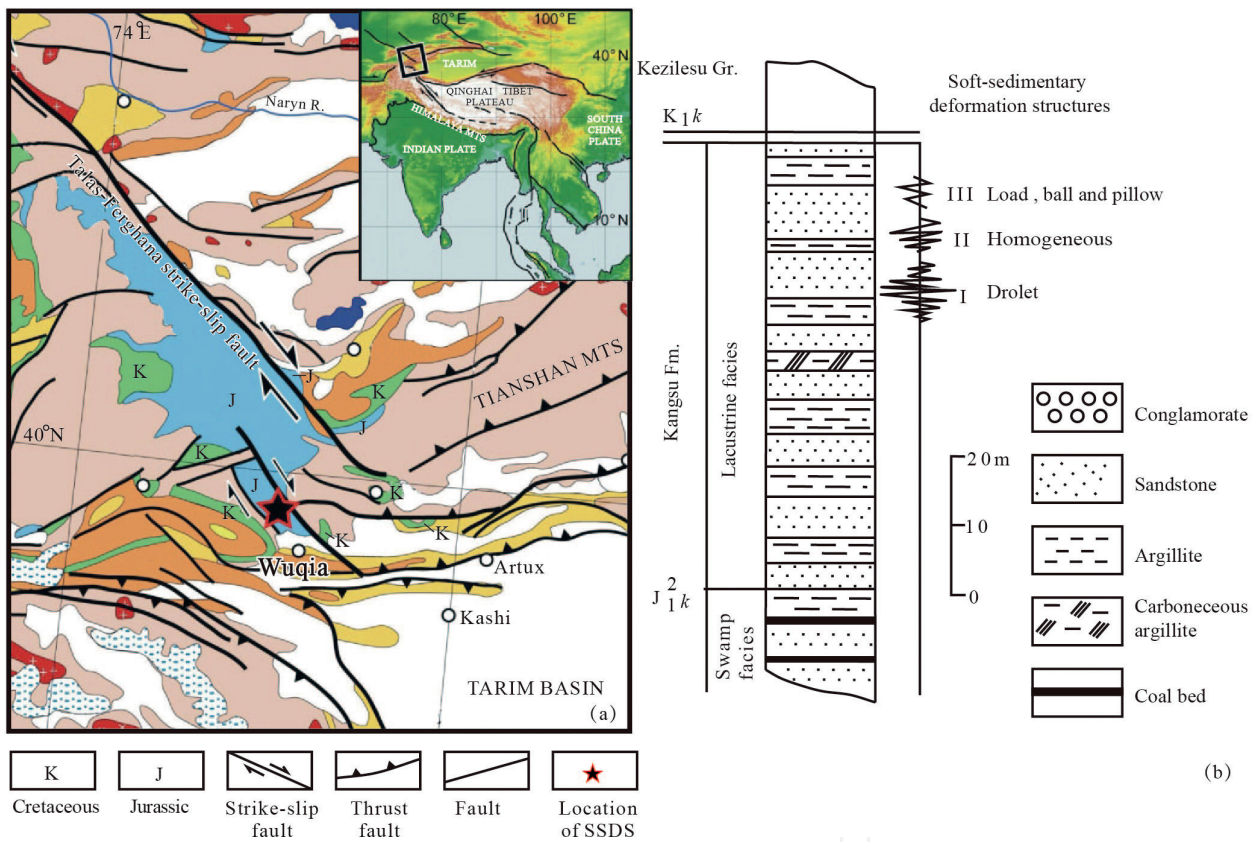 74°E
Naryn R.
Talas-Ferghana strike-slip fault
K
J
J
K
J
TIANSHAN MTS
40°N
K
J
K
K
K
K
Wuqia
Artux
Kashi
TARIM BASIN
(a)
80°E
100°E
40°N
TARIM
QINGHAI TIBET
PLATEAU
HIMALAYA MTS
SOUTH
CHINA
PLATE
INDIAN PLATE
10°N
K
Cretaceous
J
Jurassic
Strike-slip
fault
Thrust
fault
Fault
Location
of SSDS
Kezilesu Gr.
K1k
Soft-sedimentary
deformation structures
III Load , ball and pillow
II Homogeneous
I Drolet
Kangsu Fm.
Lacustrine facies
J 2 1k
Swamp
facies
20m
10
0
Conglamorate
Sandstone
Argillite
Carboneceous
argillite
Coal bed
(b)